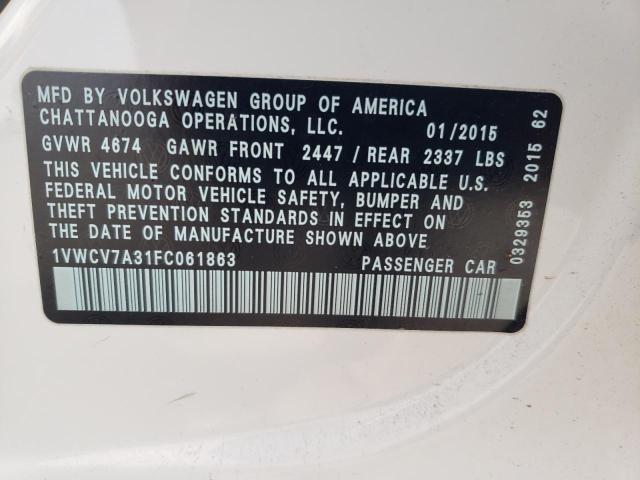 MFD BY VOLKSWAGEN GROUP OF AMERICA
CHATTANOOGA OPERATIONS, LLC. 01/2015
GVWR 4674 GAWR FRONT 2447/REAR 2337 LBS
THIS VEHICLE CONFORMS TO ALL APPLICABLE U.S.
FEDERAL MOTOR VEHICLE SAFETY, BUMPER AND
THEFT PREVENTION STANDARDS IN EFFECT ON
THE DATE OF MANUFACTURE SHOWN ABOVE
1VWCV7A31FC061863 PASSENGER CAR
0329353 2015 62